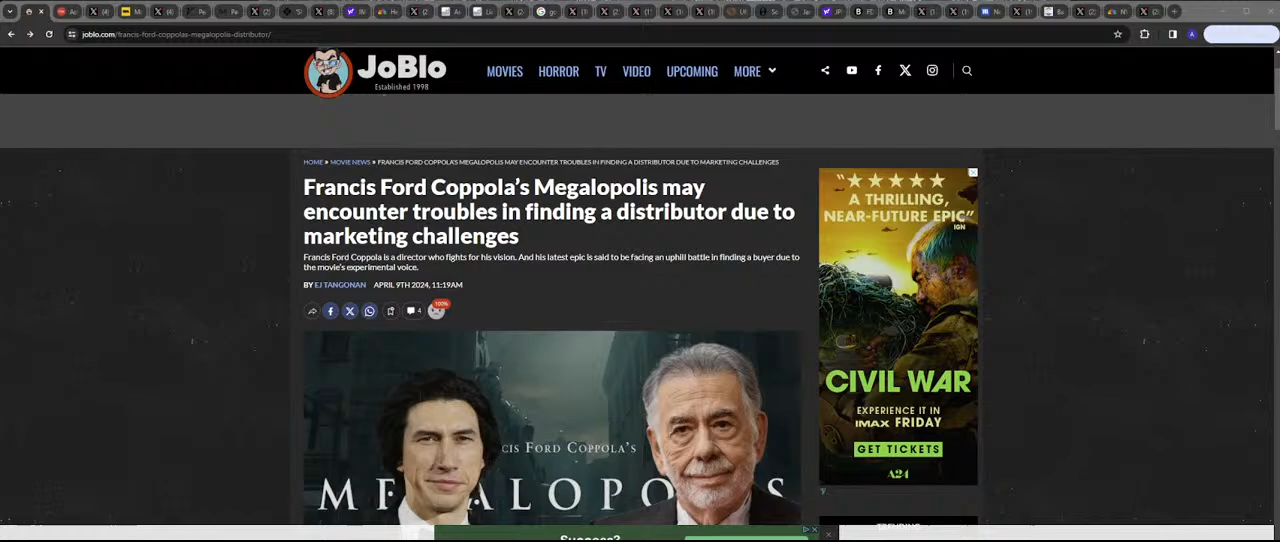 joblo.com/francis-ford-coppolas-megalopolis-distributor/
JoBlo
Established 1998
MOVIES HORROR TV VIDEO UPCOMING MORE
HOME » MOVIE NEWS » FRANCIS FORD COPPOLA'S MEGALOPOLIS MAY ENCOUNTER TROUBLES IN FINDING A DISTRIBUTOR DUE TO MARKETING CHALLENGES
Francis Ford Coppola's Megalopolis may
encounter troubles in finding a distributor due to
marketing challenges
Francis Ford Coppola is a director who fights for his vision. And his latest epic is said to be facing an uphill battle in finding a buyer due to
the movie's experimental voice.
BY EJ TANGONAN APRIL 9TH 2024, 11:19AM
4
100%
CIS FORD COPPOLA'S
MEGALOPOLIS
"★★★★★
A THRILLING,
NEAR-FUTURE EPIC"
IGN
CIVIL WAR
EXPERIENCE IT IN
IMAX FRIDAY
GET TICKETS
A24
TRENDING
Success?